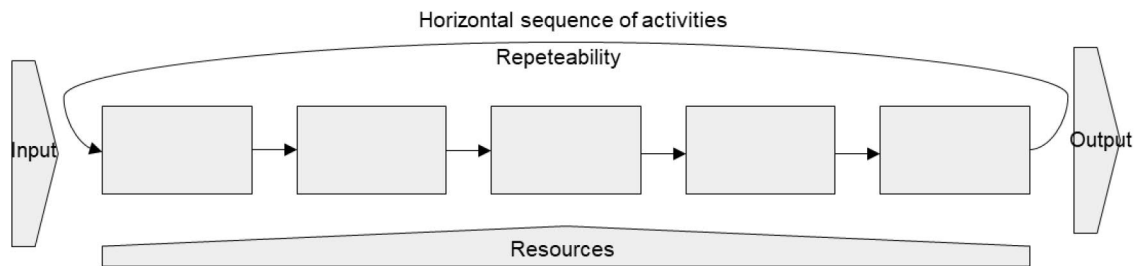 Horizontal sequence of activities
Repeteability
Input
Output
Resources